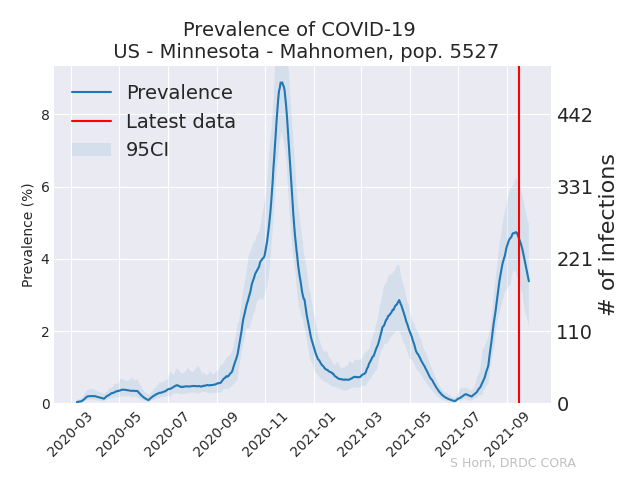 Prevalence of COVID-19
US - Minnesota - Mahnomen, pop. 5527
Prevalence
Latest data
95CI
8
6
4
2
0
Prevalence (%)
442
331
221
110
0
# of infections
2020-03
2020-05
2020-07
2020-09
2020-11
2021-01
2021-03
2021-05
2021-07
2021-09
S Horn, DRDC CORA